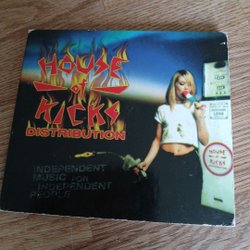 HOUSE
of
KICKS
DISTRIBUTION
INDEPENDENT
MUSIC FOR
INDEPENDENT
PEOPLE
HOUSE
of
KICKS